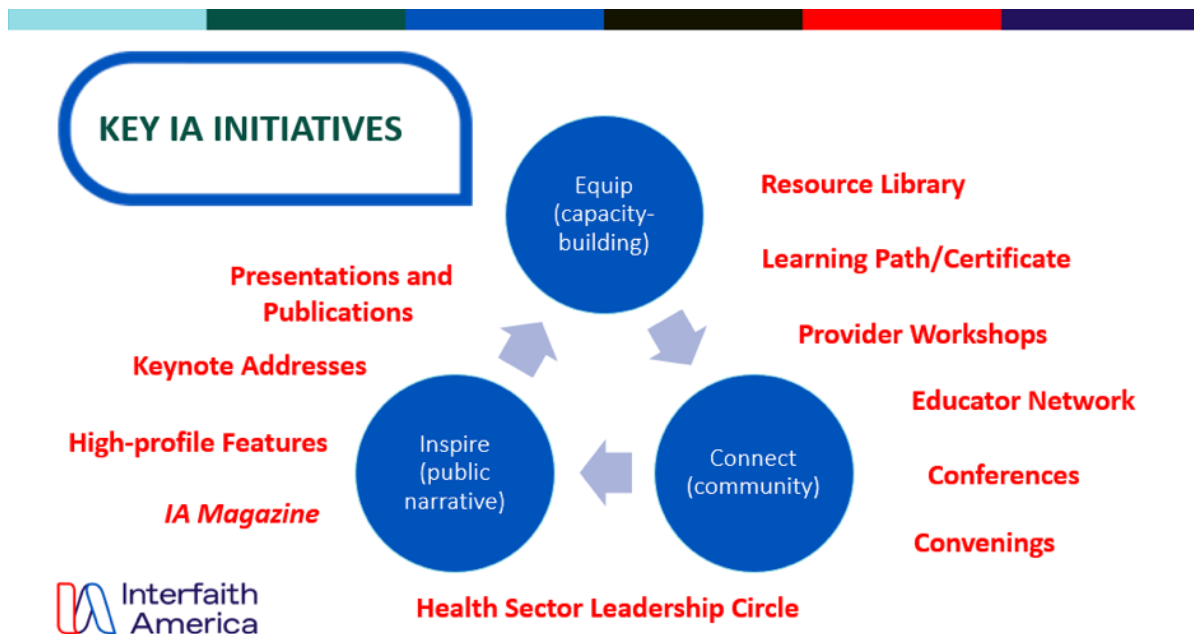 KEY IA INITIATIVES
Equip
(capacity-
building)
Resource Library
Learning Path/Certificate
Provider Workshops
Educator Network
Connect
(community)
Conferences
Convenings
Health Sector Leadership Circle
Inspire
(public
narrative)
Presentations and
Publications
Keynote Addresses
High-profile Features
IA Magazine
Interfaith
America